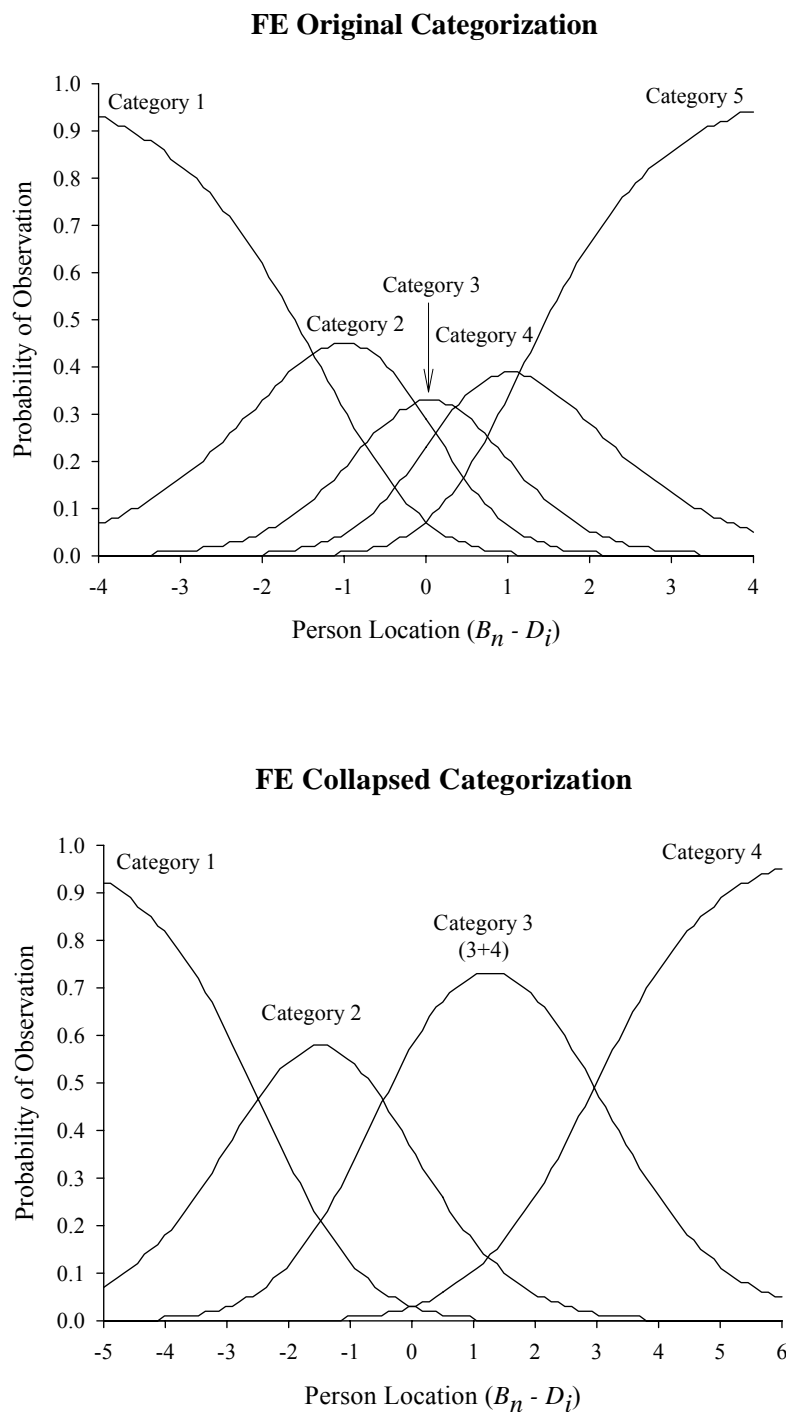 FE Original Categorization
1.0
0.9
0.8
0.7
0.6
0.5
0.4
0.3
0.2
0.1
0.0
Probability of Observation
Category 1
Category 5
Category 3
Category 2
Category 4
-4 -3 -2 -1 0 1 2 3 4
Person Location (Bn - Di)
FE Collapsed Categorization
1.0
0.9
0.8
0.7
0.6
0.5
0.4
0.3
0.2
0.1
0.0
Probability of Observation
Category 1
Category 4
Category 3
(3+4)
Category 2
-5 -4 -3 -2 -1 0 1 2 3 4 5 6
Person Location (Bn - Di)